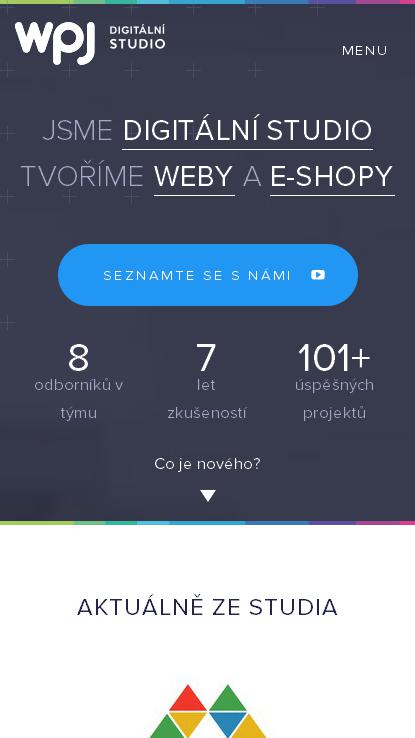 wpj DIGITÁLNÍ
STUDIO
MENU
JSME DIGITÁLNÍ STUDIO
TVOŘÍME WEBY A E-SHOPY
SEZNAMTE SE S NÁMI
8 7 101+
odborníků v let úspěšných
týmu zkušeností projektů
Co je nového?
AKTUÁLNĚ ZE STUDIA